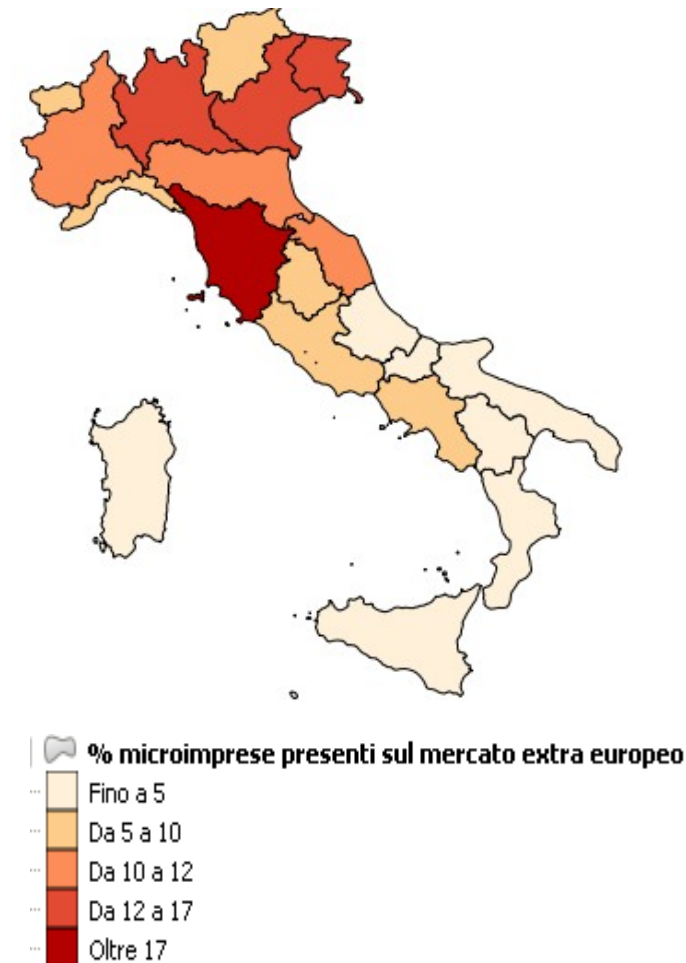 % microimprese presenti sul mercato extra europeo
Fino a 5
Da 5 a 10
Da 10 a 12
Da 12 a 17
Oltre 17